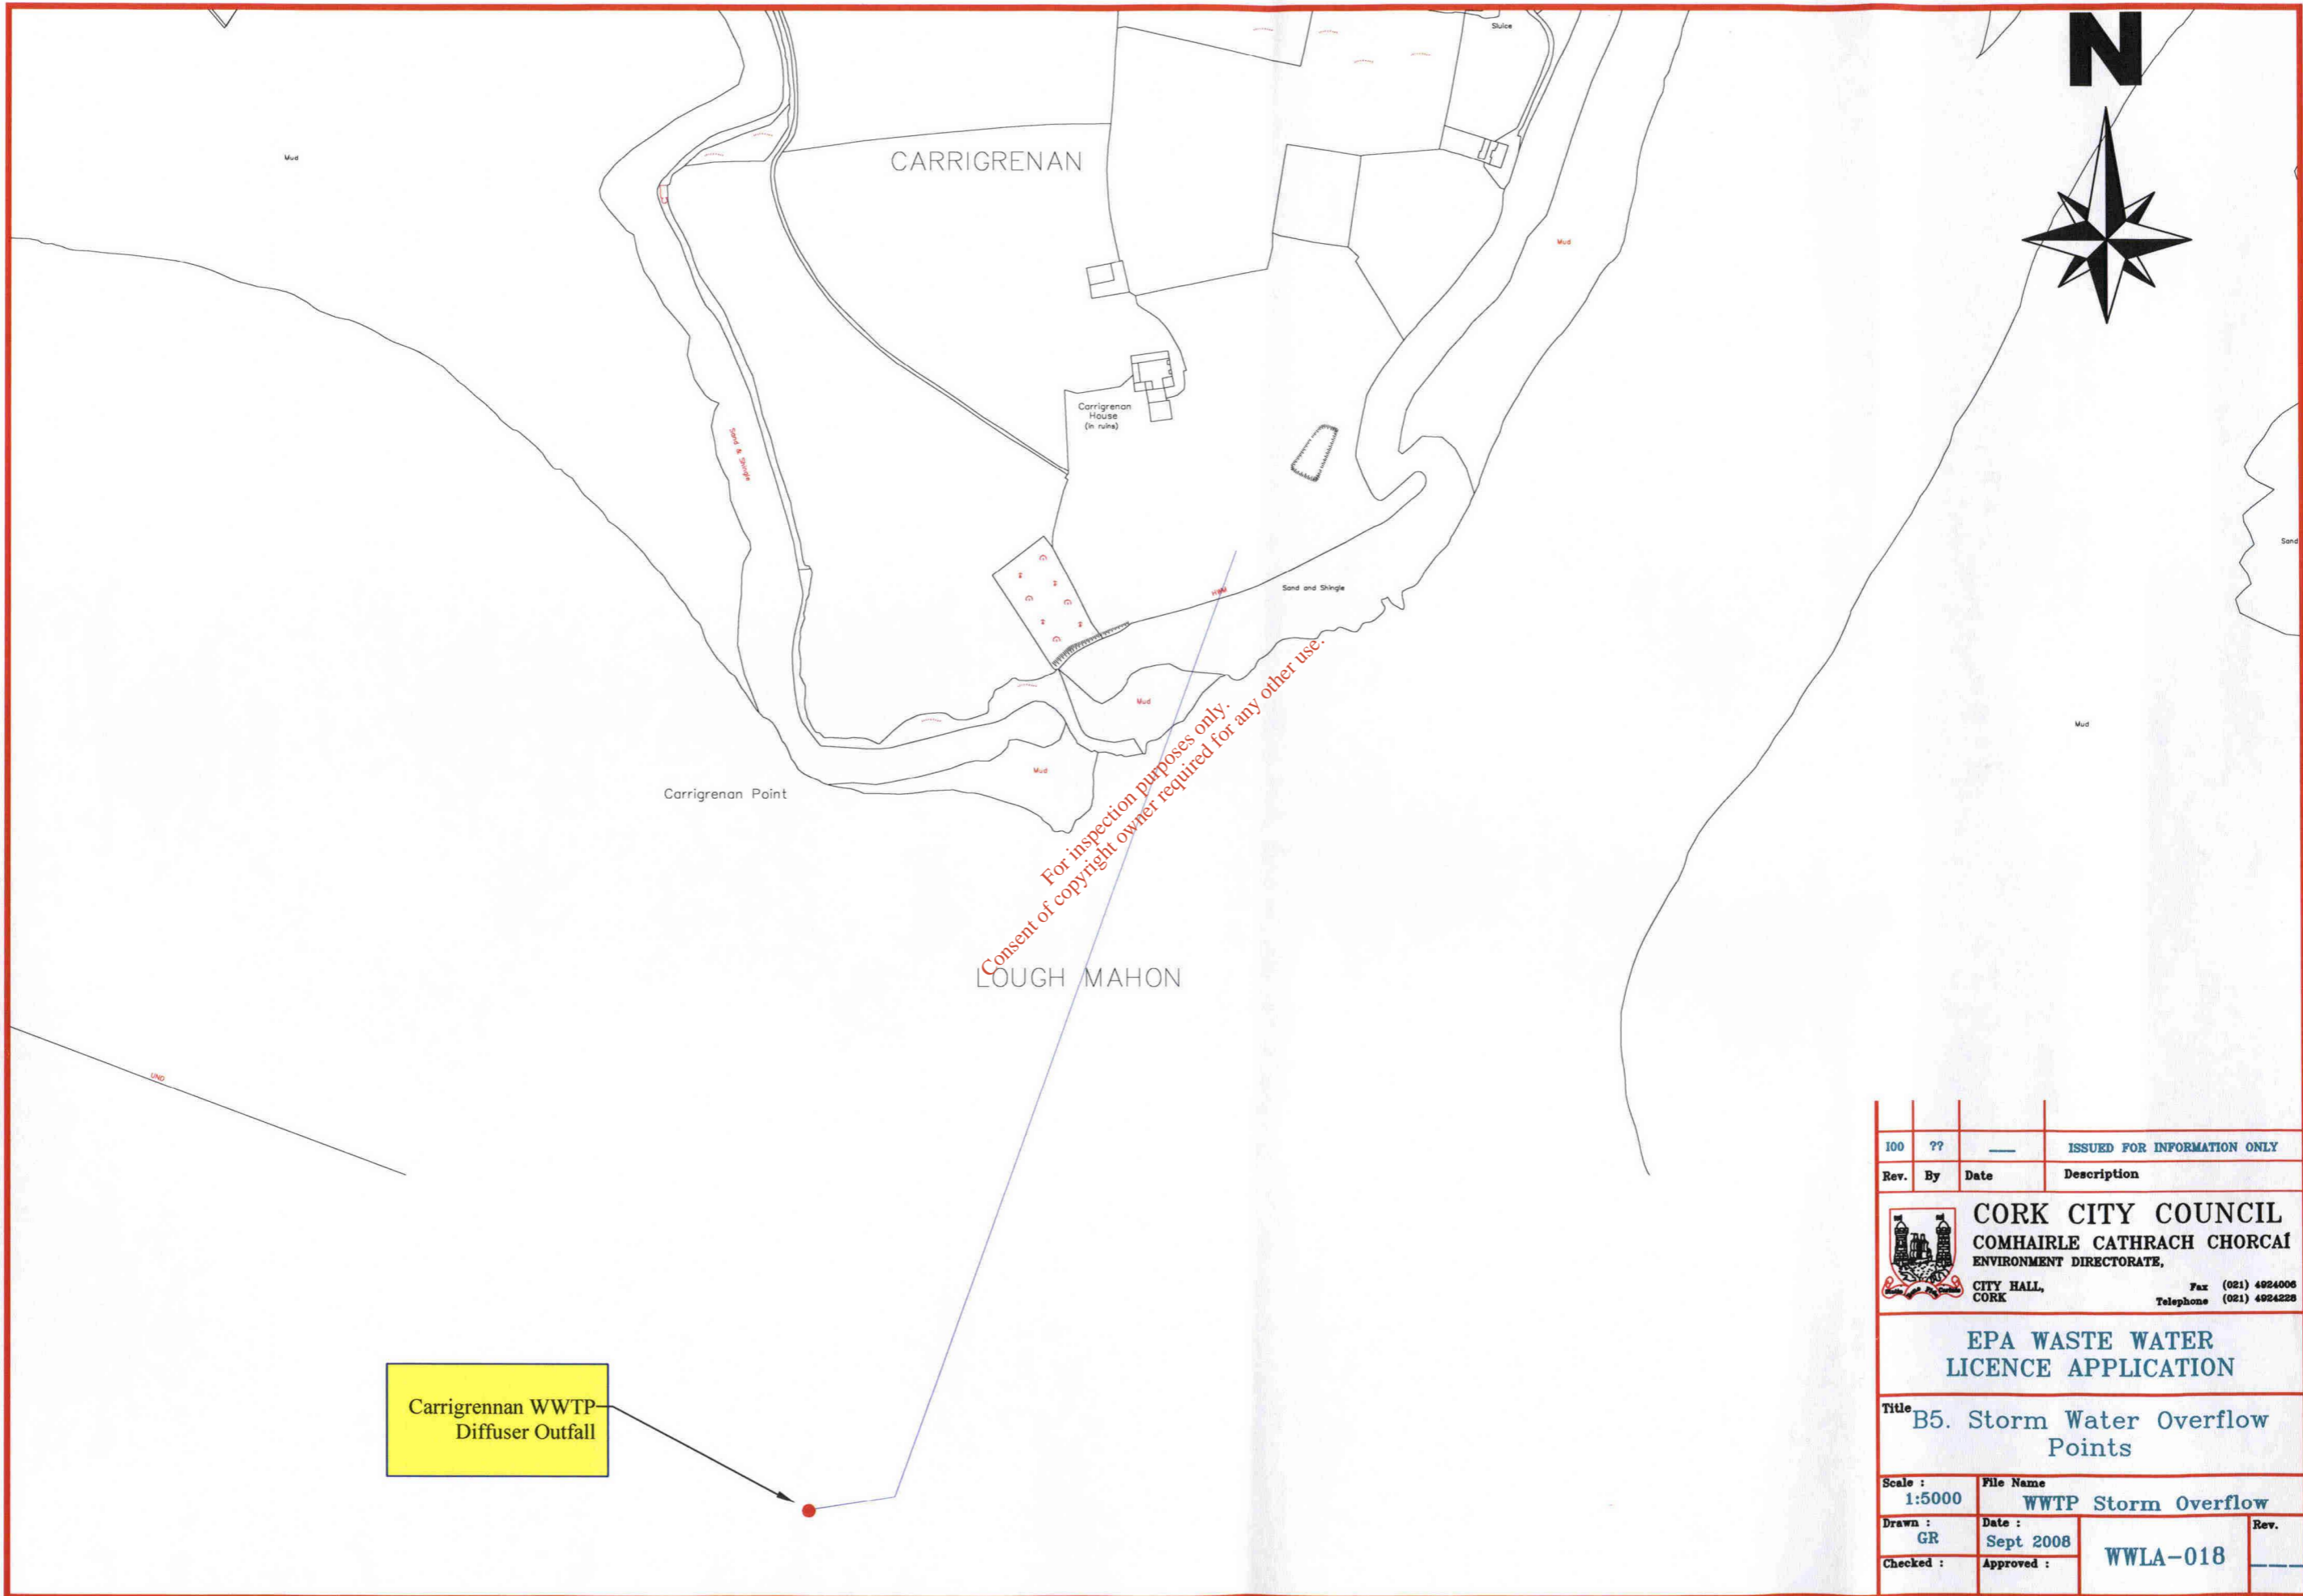 Sluice
N
Mud
CARRIGRENAN
Mud
Sand & Shingle
Carrigrenan
House
(in ruins)
Sand
HWM
Sand and Shingle
Mud
Mud
Mud
Carrigrenan Point
For inspection purposes only.
Consent of copyright owner required for any other use.
LOUGH MAHON
UND
Carrigrennan WWTP
Diffuser Outfall
I00 ?? ___ ISSUED FOR INFORMATION ONLY
Rev. By Date Description
CORK CITY COUNCIL
COMHAIRLE CATHRACH CHORCAÍ
ENVIRONMENT DIRECTORATE,
CITY HALL, Fax (021) 4924006
CORK Telephone (021) 4924228
EPA WASTE WATER
LICENCE APPLICATION
Title B5. Storm Water Overflow
Points
Scale : File Name
1:5000 WWTP Storm Overflow
Drawn : Date : Rev.
GR Sept 2008 WWLA-018 ___
Checked : Approved :